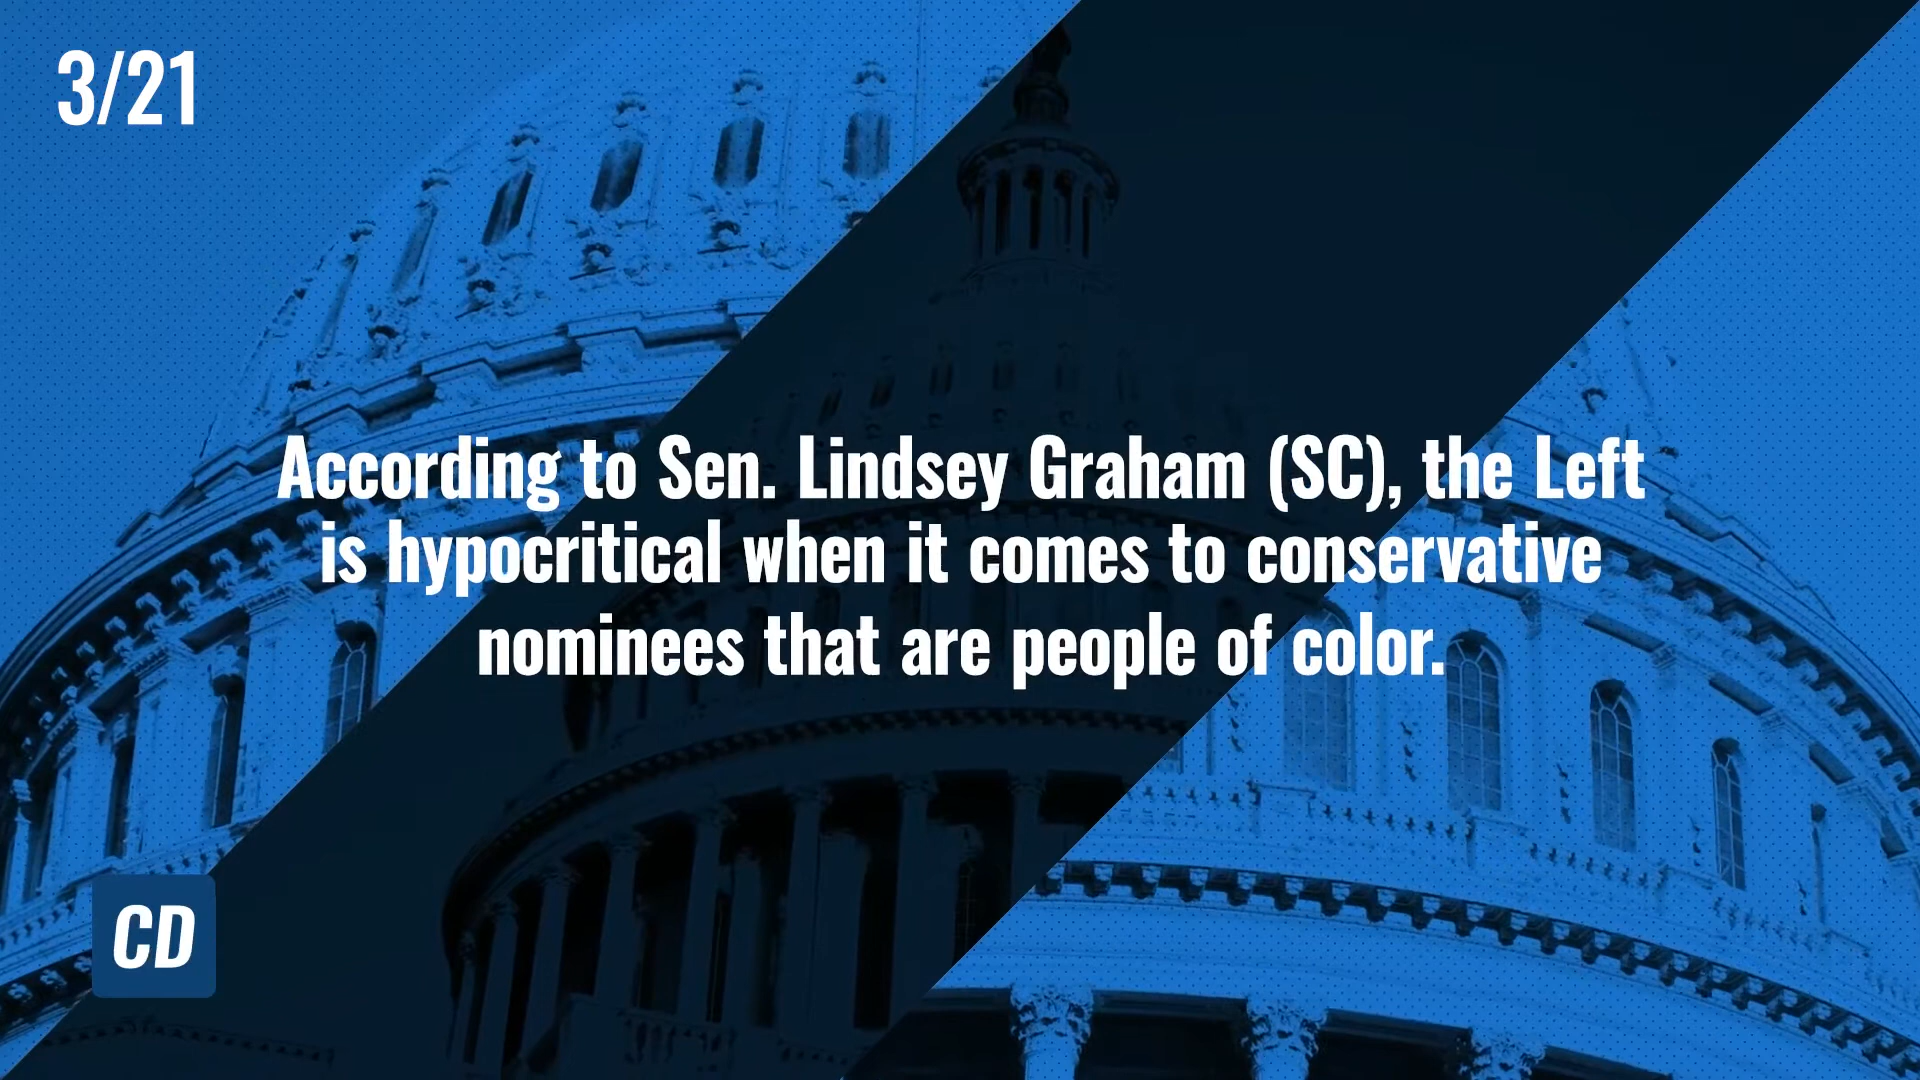 3/21
According to Sen. Lindsey Graham (SC), the Left
is hypocritical when it comes to conservative
nominees that are people of color.
CD